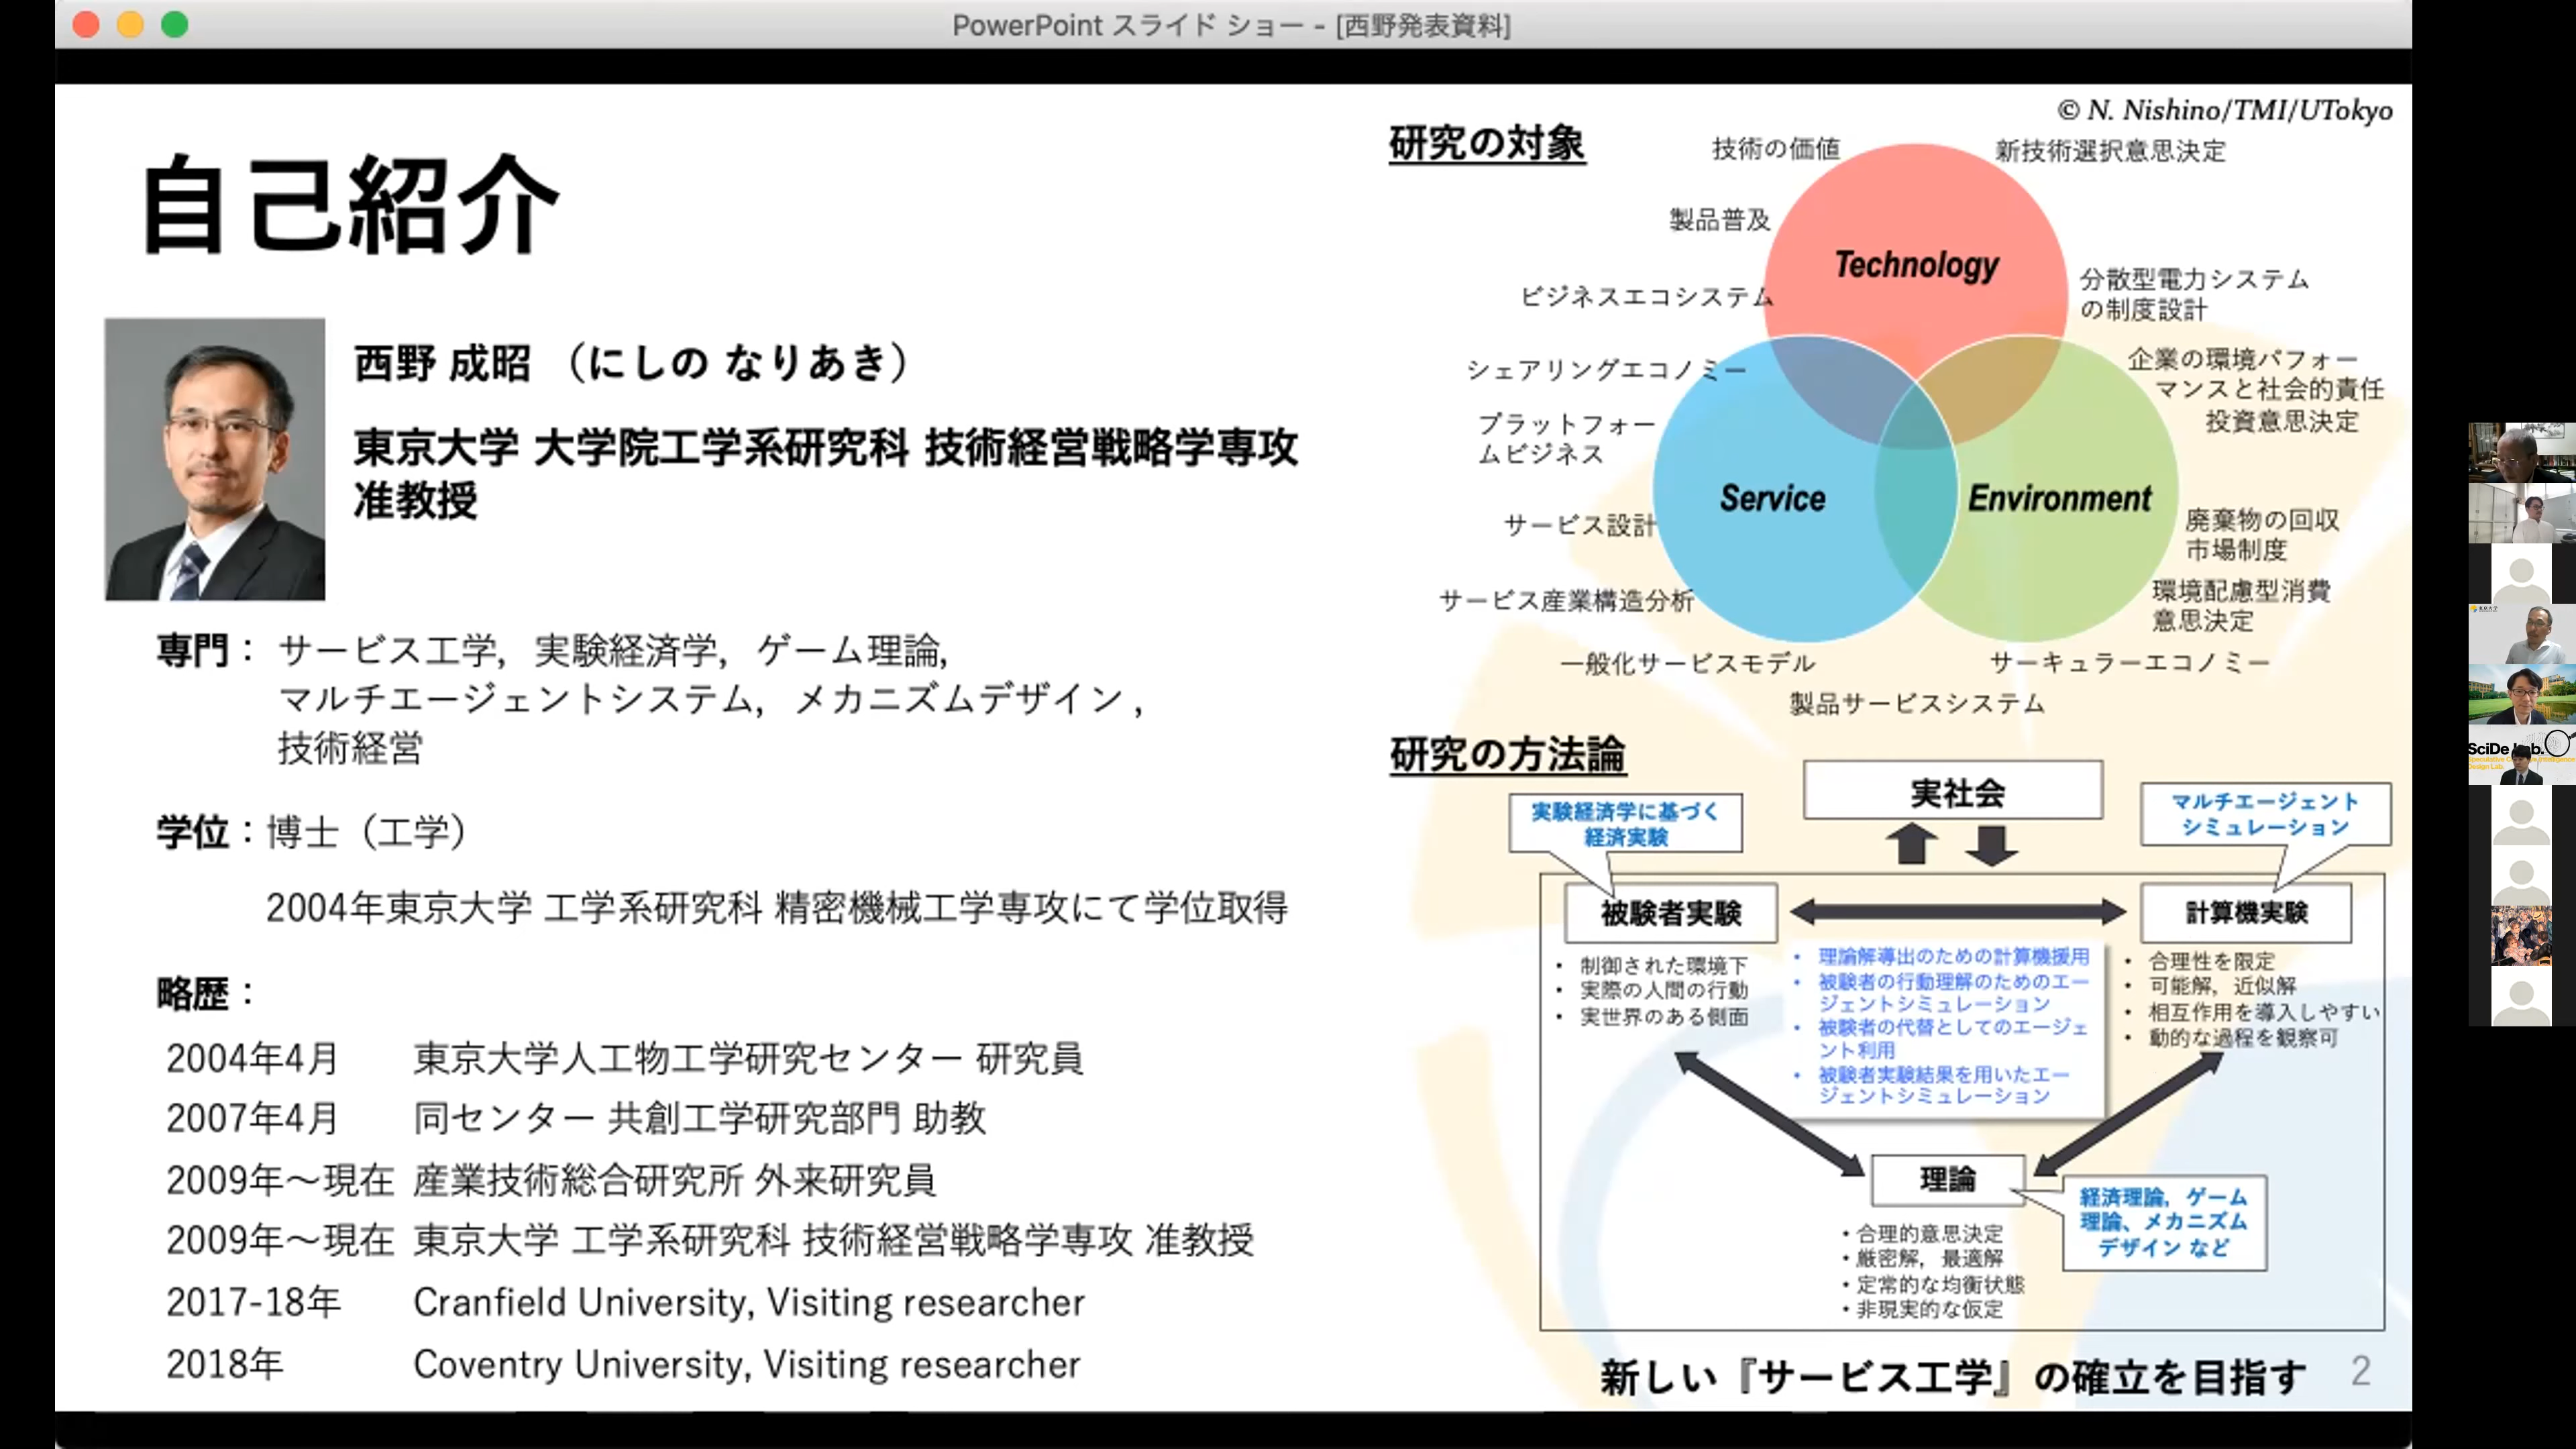 PowerPoint スライド ショー - [西野発表資料]
© N. Nishino/TMI/UTokyo
自己紹介
西野 成昭 （にしの なりあき）
東京大学 大学院工学系研究科 技術経営戦略学専攻
准教授
専門： サービス工学, 実験経済学, ゲーム理論,
マルチエージェントシステム, メカニズムデザイン ,
技術経営
学位：博士（工学）
2004年東京大学 工学系研究科 精密機械工学専攻にて学位取得
略歴：
2004年4月 東京大学人工物工学研究センター 研究員
2007年4月 同センター 共創工学研究部門 助教
2009年～現在 産業技術総合研究所 外来研究員
2009年～現在 東京大学 工学系研究科 技術経営戦略学専攻 准教授
2017-18年 Cranfield University, Visiting researcher
2018年 Coventry University, Visiting researcher
研究の対象
技術の価値
新技術選択意思決定
製品普及
Technology
ビジネスエコシステム
分散型電力システム
の制度設計
シェアリングエコノミー
企業の環境パフォー
マンスと社会的責任
投資意思決定
プラットフォー
ムビジネス
Service
Environment
サービス設計
廃棄物の回収
市場制度
サービス産業構造分析
環境配慮型消費
意思決定
一般化サービスモデル
サーキュラーエコノミー
製品サービスシステム
研究の方法論
実社会
実験経済学に基づく
経済実験
マルチエージェント
シミュレーション
被験者実験
計算機実験
• 制御された環境下
• 実際の人間の行動
• 実世界のある側面
• 理論解導出のための計算機援用
• 被験者の行動理解のためのエー
ジェントシミュレーション
• 被験者の代替としてのエージェ
ント利用
• 被験者実験結果を用いたエー
ジェントシミュレーション
• 合理性を限定
• 可能解, 近似解
• 相互作用を導入しやすい
• 動的な過程を観察可
理論
経済理論, ゲーム
理論、メカニズム
デザイン など
• 合理的意思決定
• 厳密解, 最適解
• 定常的な均衡状態
• 非現実的な仮定
新しい『サービス工学』の確立を目指す
2
SciDe